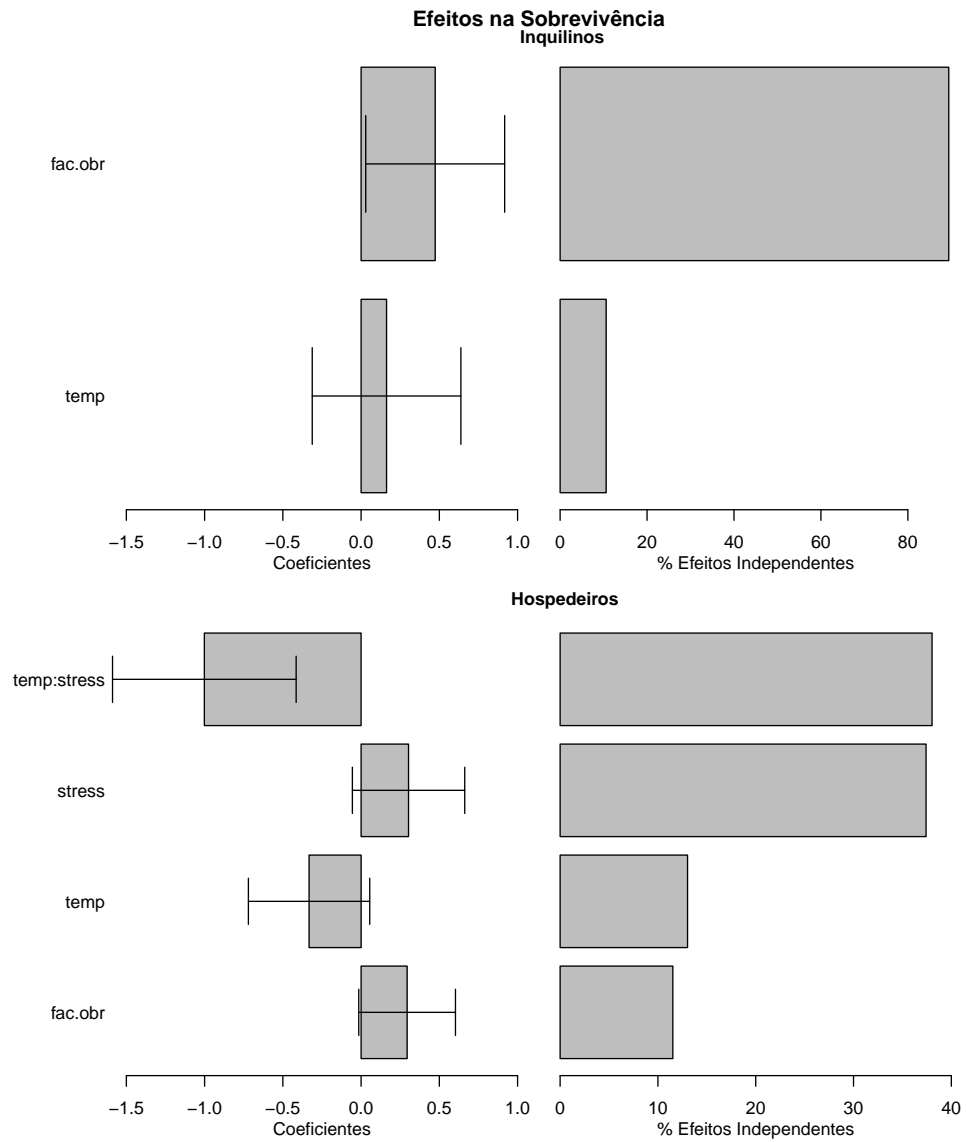 Efeitos na Sobrevivência
Inquilinos
fac.obr
temp
−1.5 −1.0 −0.5 0.0 0.5 1.0
Coeficientes
0 20 40 60 80
% Efeitos Independentes
Hospedeiros
temp:stress
stress
temp
fac.obr
−1.5 −1.0 −0.5 0.0 0.5 1.0
Coeficientes
0 10 20 30 40
% Efeitos Independentes